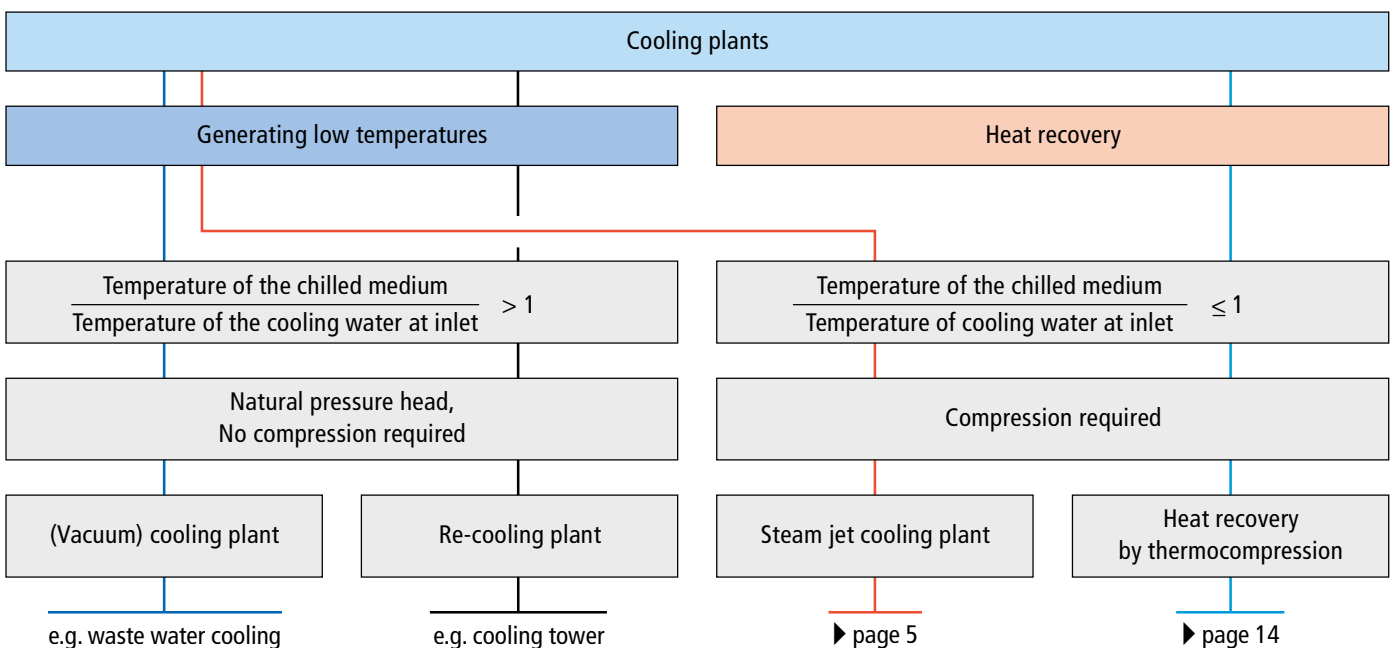 Cooling plants
Generating low temperatures
Heat recovery
Temperature of the chilled medium
Temperature of the cooling water at inlet
> 1
Temperature of the chilled medium
Temperature of cooling water at inlet
≤ 1
Natural pressure head,
No compression required
Compression required
(Vacuum) cooling plant
Re-cooling plant
Steam jet cooling plant
Heat recovery
by thermocompression
e.g. waste water cooling
e.g. cooling tower
▶ page 5
▶ page 14